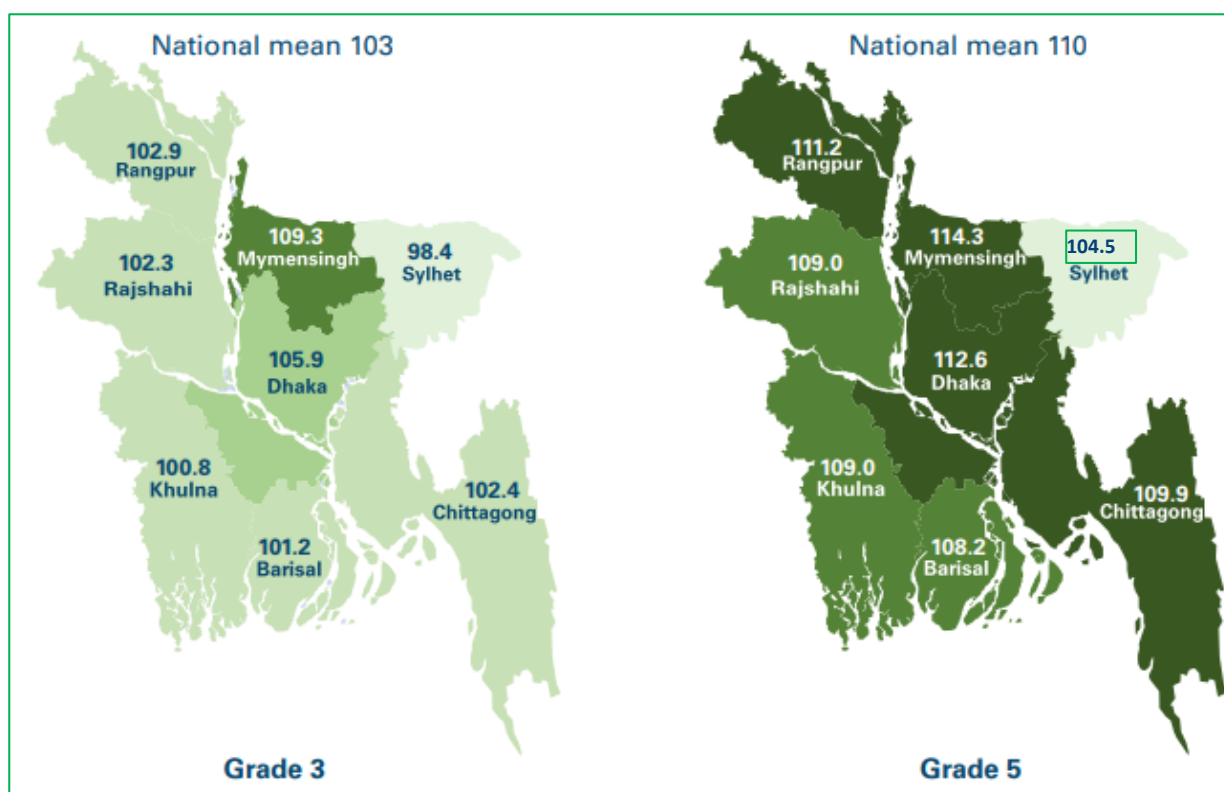 National mean 103
102.9
Rangpur
109.3
Mymensingh
98.4
Sylhet
102.3
Rajshahi
105.9
Dhaka
100.8
Khulna
102.4
Chittagong
101.2
Barisal
Grade 3
National mean 110
111.2
Rangpur
114.3
Mymensingh
104.5
Sylhet
109.0
Rajshahi
112.6
Dhaka
109.0
Khulna
109.9
Chittagong
108.2
Barisal
Grade 5